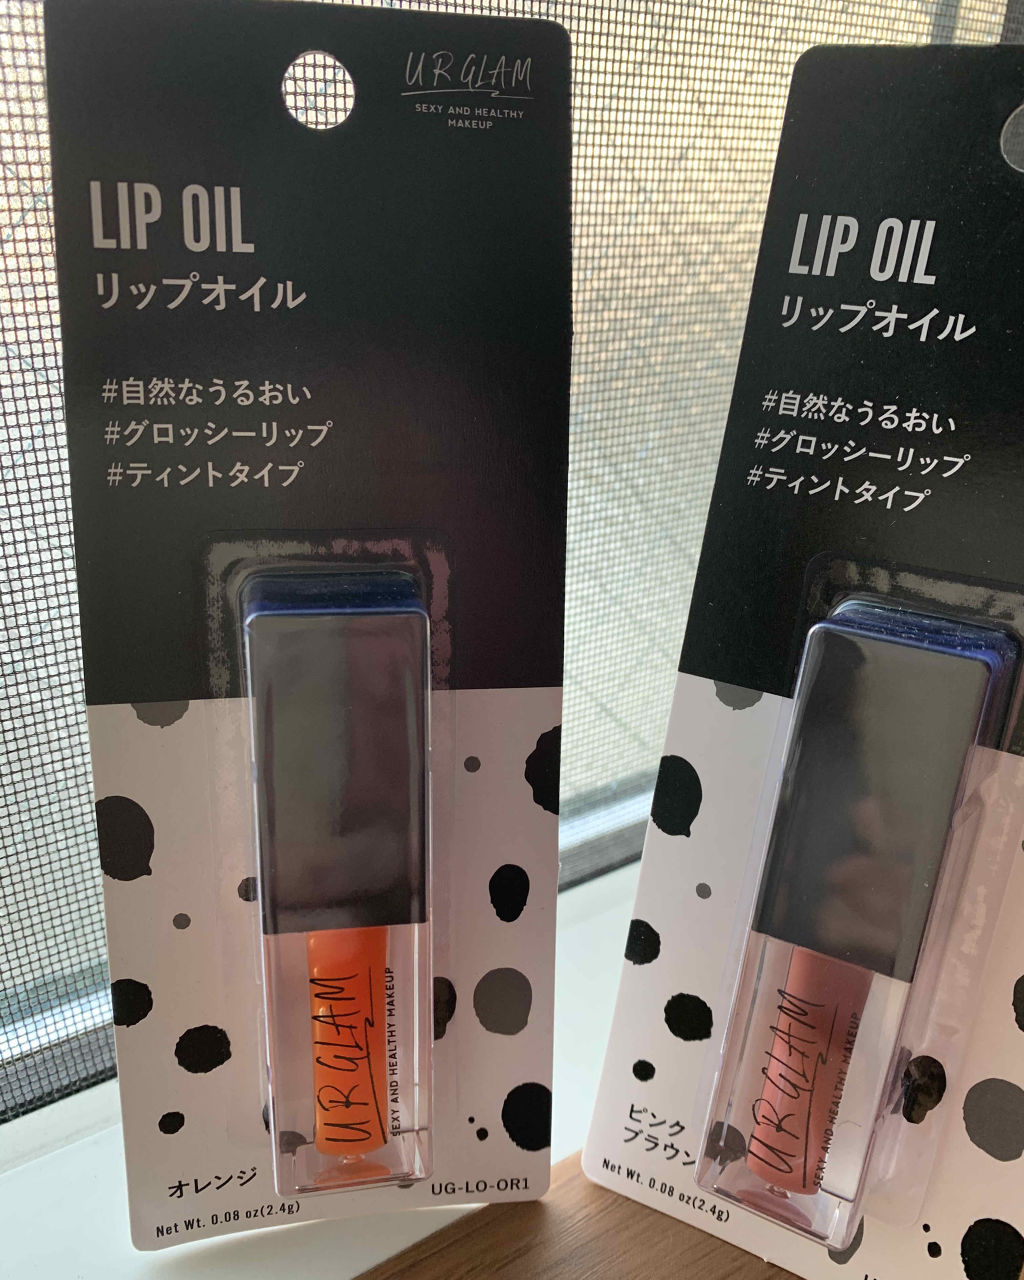 UR GLAM
SEXY AND HEALTHY
MAKEUP
LIP OIL
リップオイル
#自然なうるおい
#グロッシーリップ
#ティントタイプ
UR GLAM
SEXY AND HEALTHY MAKEUP
オレンジ
UG-LO-OR1
Net Wt. 0.08 oz(2.4g)
LIP OIL
リップオイル
#自然なうるおい
#グロッシーリップ
#ティントタイプ
UR GLAM
SEXY AND HEALTHY MAKEUP
ピンク
ブラウン
Net Wt. 0.08 oz(2.4g)